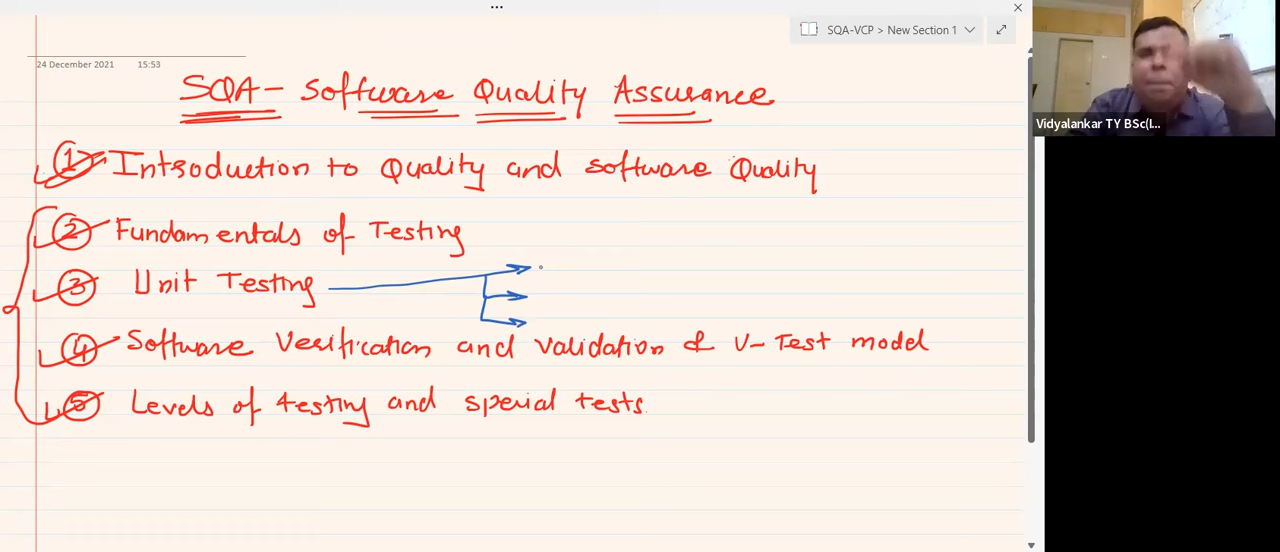 SQA-VCP > New Section 1
24 December 2021 15:53
SQA - Software Quality Assurance
① Introduction to Quality and software Quality
② Fundamentals of Testing
③ Unit Testing
④ Software Verification and validation & V-Test model
⑤ Levels of testing and special tests.
Vidyalankar TY BSc(I...